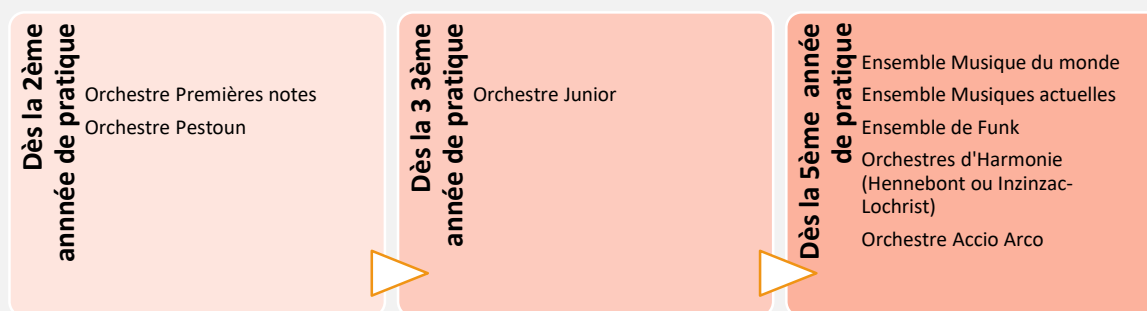 Dès la 2ème
annnée de pratique
Orchestre Premières notes
Orchestre Pestoun
Dès la 3 3ème
année de pratique
Orchestre Junior
Dès la 5ème année
de pratique
Ensemble Musique du monde
Ensemble Musiques actuelles
Ensemble de Funk
Orchestres d'Harmonie
(Hennebont ou Inzinzac-
Lochrist)
Orchestre Accio Arco